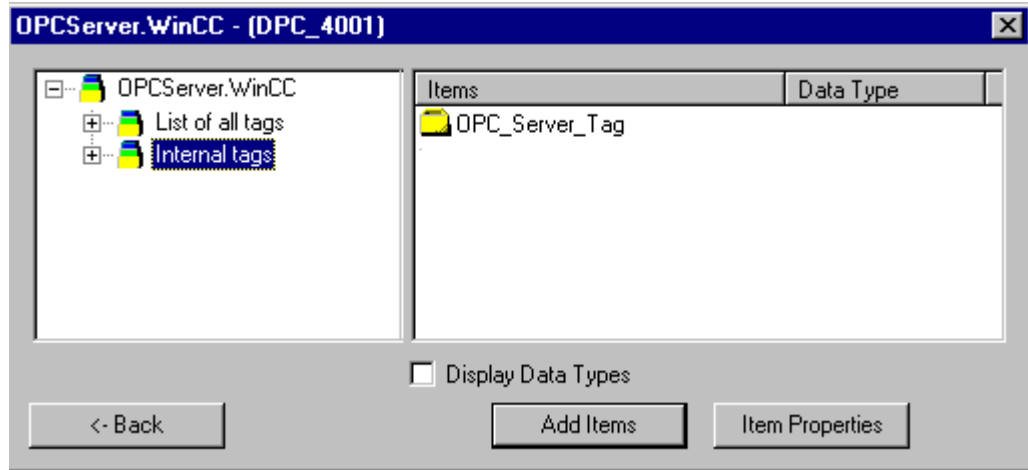 OPCServer.WinCC - (DPC_4001)
OPCServer.WinCC
List of all tags
Internal tags
Items Data Type
OPC_Server_Tag
Display Data Types
<- Back Add Items Item Properties